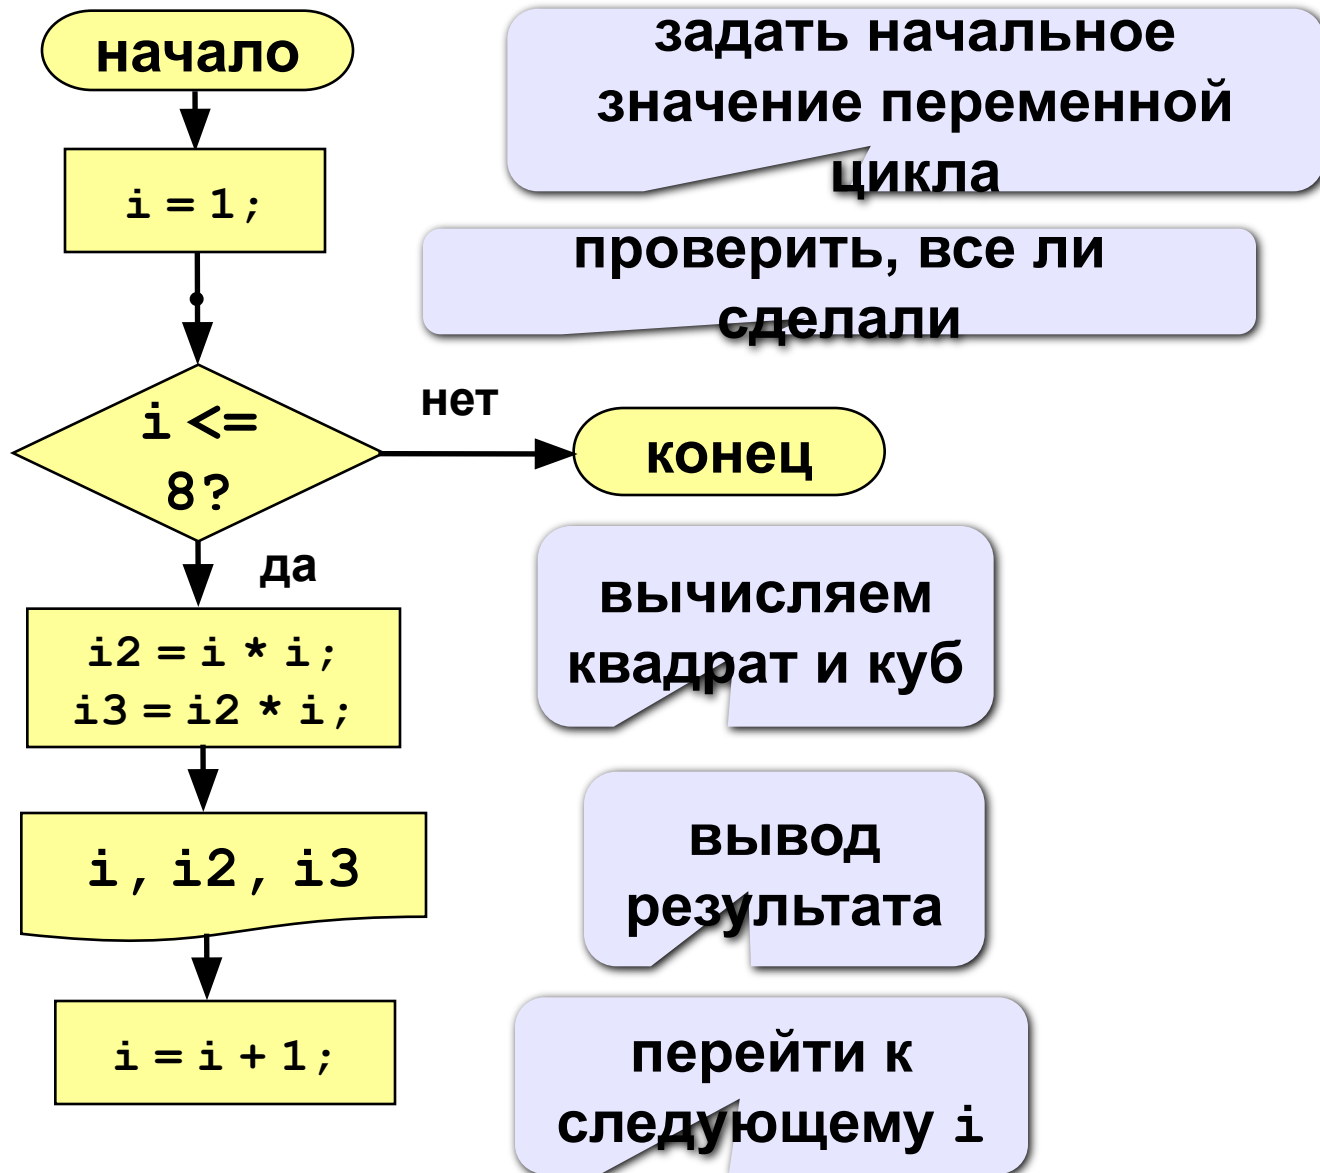 начало
задать начальное
значение переменной
цикла
i = 1;
проверить, все ли
сделали
i <=
8?
нет
конец
да
i2 = i * i;
i3 = i2 * i;
вычисляем
квадрат и куб
i, i2, i3
вывод
результата
i = i + 1;
перейти к
следующему i